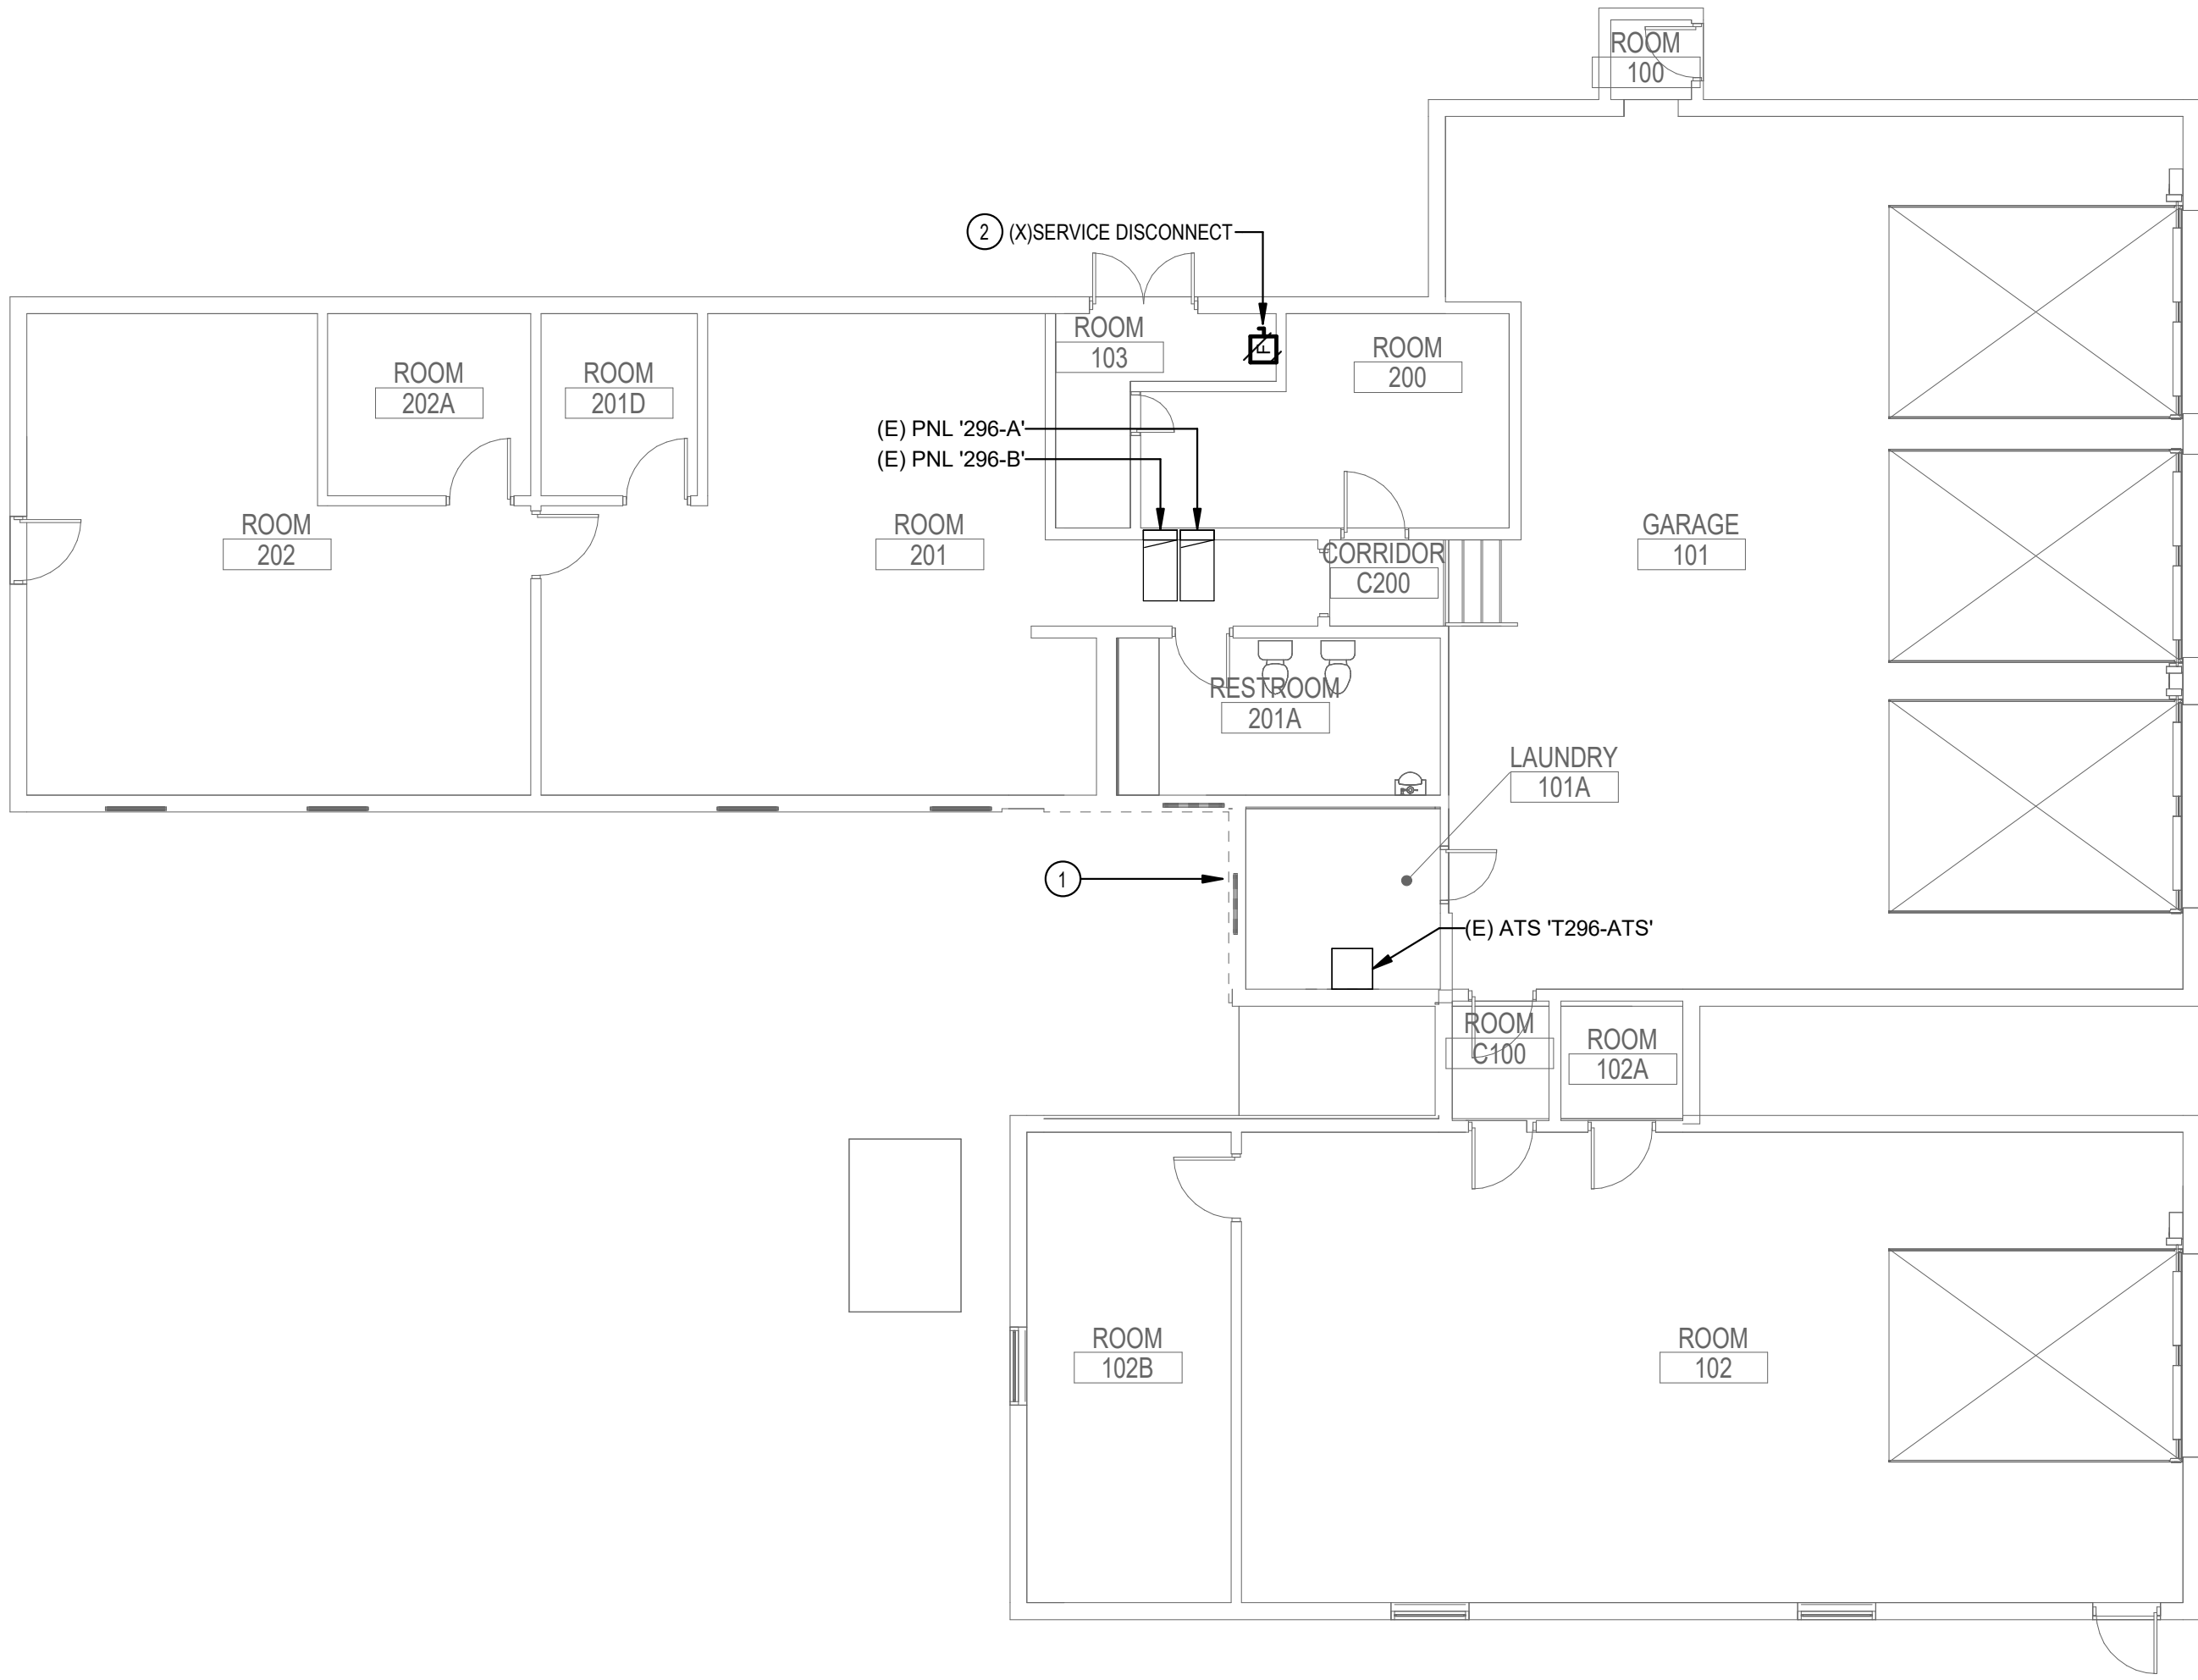 ROOM
100
2 (X)SERVICE DISCONNECT
ROOM
103
F
ROOM
200
ROOM
202A
ROOM
201D
(E) PNL '296-A'
(E) PNL '296-B'
ROOM
202
ROOM
201
CORRIDOR
C200
GARAGE
101
RESTROOM
201A
LAUNDRY
101A
1
(E) ATS 'T296-ATS'
ROOM
C100
ROOM
102A
ROOM
102B
ROOM
102